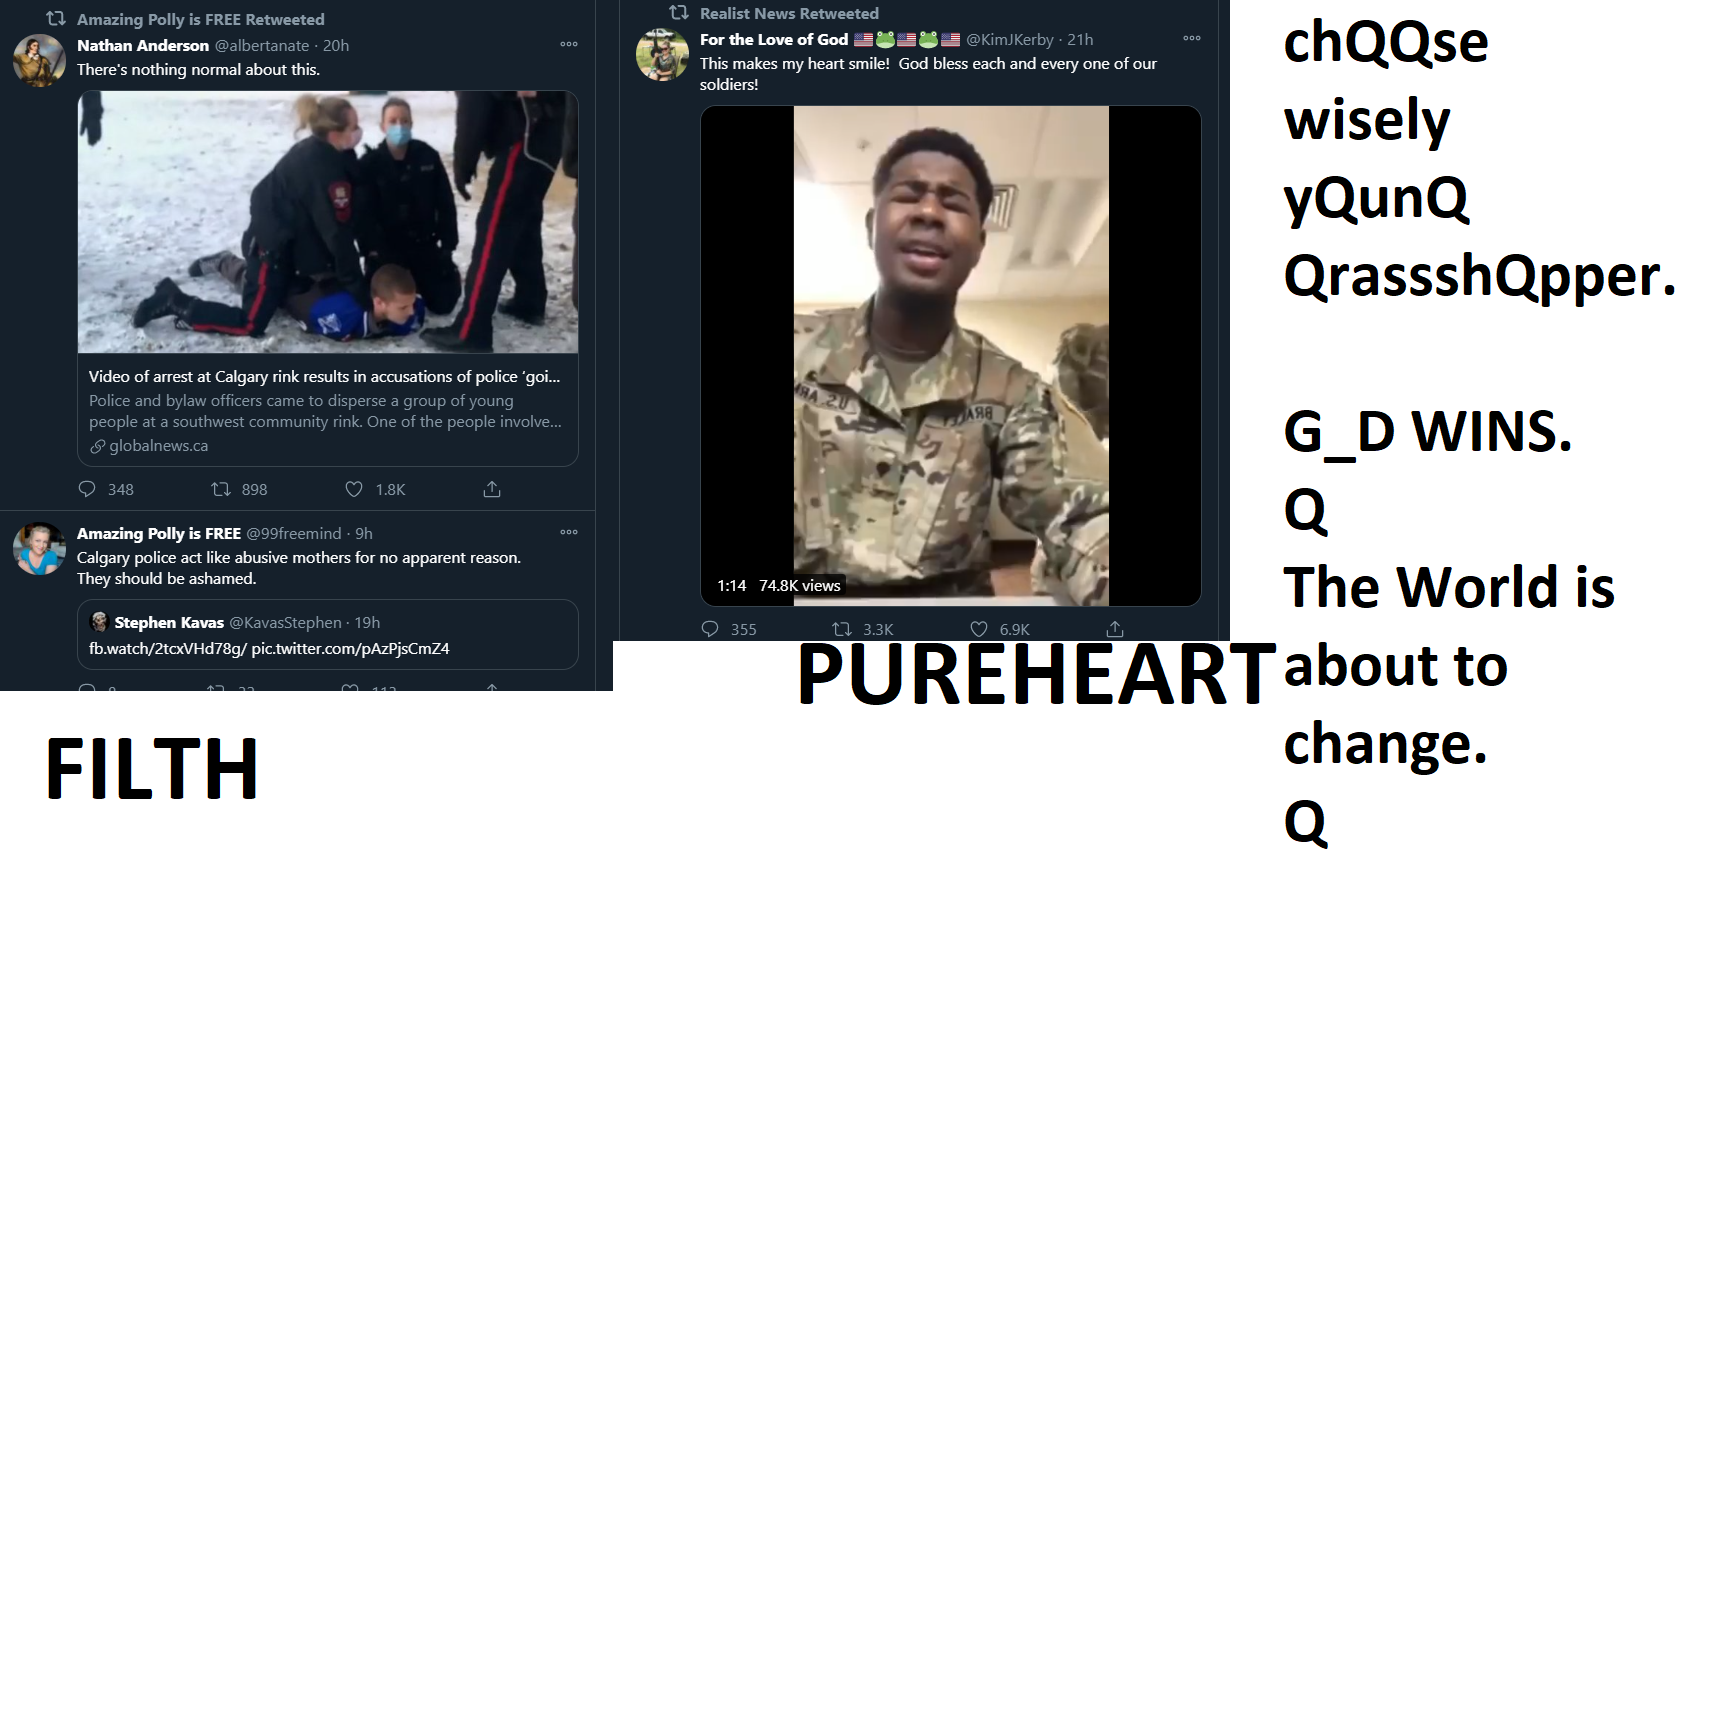 Amazing Polly is FREE Retweeted
Nathan Anderson @albertanate · 20h
There's nothing normal about this.
Video of arrest at Calgary rink results in accusations of police ‘goi...
Police and bylaw officers came to disperse a group of young
people at a southwest community rink. One of the people involve...
globalnews.ca
348 898 1.8K
Amazing Polly is FREE @99freemind · 9h
Calgary police act like abusive mothers for no apparent reason.
They should be ashamed.
Stephen Kavas @KavasStephen · 19h
fb.watch/2tcxVHd78g/ pic.twitter.com/pAzPjsCmZ4
FILTH
Realist News Retweeted
For the Love of God 🇺🇸🐸🇺🇸🐸🇺🇸 @KimJKerby · 21h
This makes my heart smile!  God bless each and every one of our
soldiers!
U.S. ARMY
1:14 74.8K views
355 3.3K 6.9K
PUREHEART
chQQse
wisely
yQunQ
QrassshQpper.
G_D WINS.
Q
The World is
about to
change.
Q